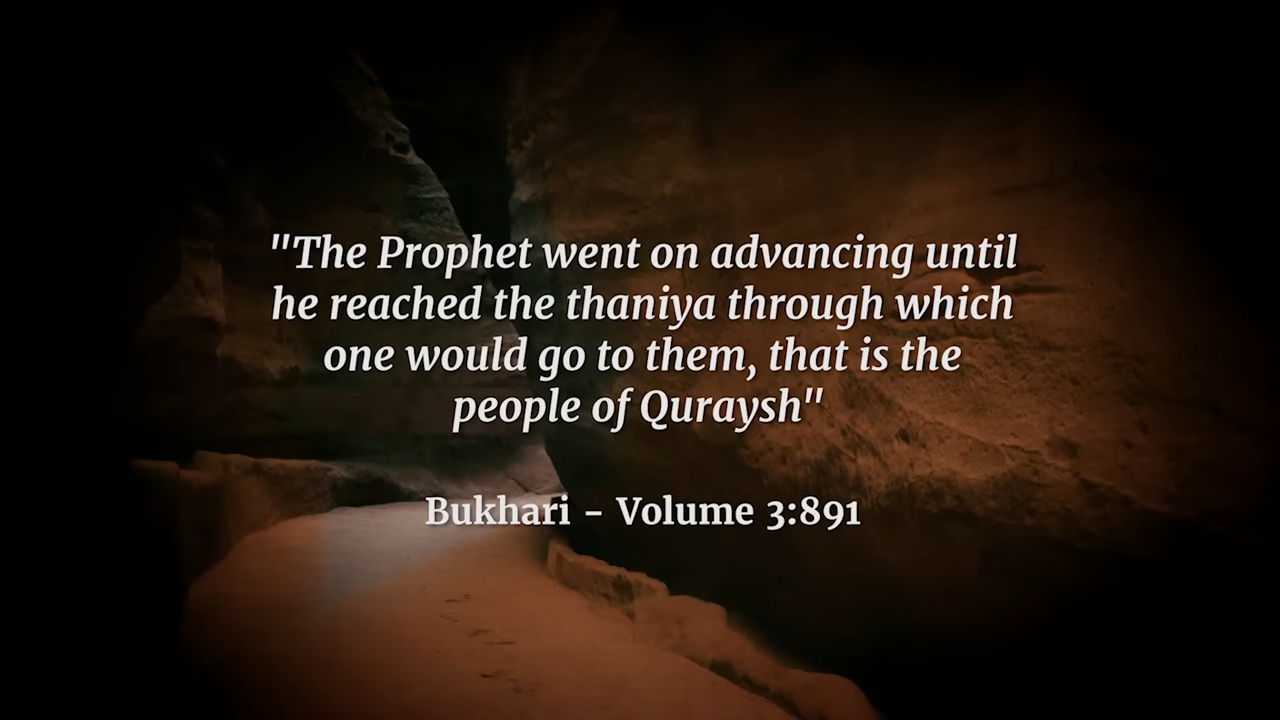 "The Prophet went on advancing until
he reached the thaniya through which
one would go to them, that is the
people of Quraysh"
Bukhari - Volume 3:891